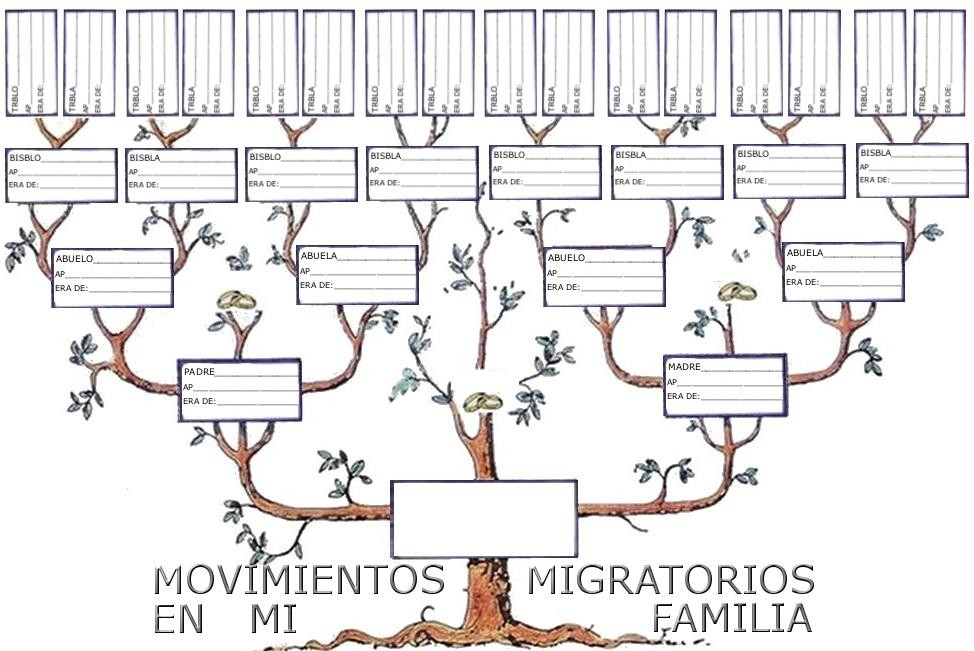 TRBLO
AP
ERA DE:
TRBLA
AP
ERA DE:
TRBLO
AP
ERA DE:
TRBLA
AP
ERA DE:
TRBLO
AP
ERA DE:
TRBLA
AP
ERA DE:
TRBLO
AP
ERA DE:
TRBLA
AP
ERA DE:
TRBLO
AP
ERA DE:
TRBLA
AP
ERA DE:
TRBLO
AP
ERA DE:
TRBLA
AP
ERA DE:
TRBLO
AP
ERA DE:
TRBLA
AP
ERA DE:
TRBLO
AP
ERA DE:
TRBLA
AP
ERA DE:
BISBLO
AP
ERA DE:
BISBLA
AP
ERA DE:
BISBLO
AP
ERA DE:
BISBLA
AP
ERA DE:
BISBLO
AP
ERA DE:
BISBLA
AP
ERA DE:
BISBLO
AP
ERA DE:
BISBLA
AP
ERA DE:
ABUELO
AP
ERA DE:
ABUELA
AP
ERA DE:
ABUELO
AP
ERA DE:
ABUELA
AP
ERA DE:
PADRE
AP
ERA DE:
MADRE
AP
ERA DE:
MOVIMIENTOS MIGRATORIOS
EN MI FAMILIA